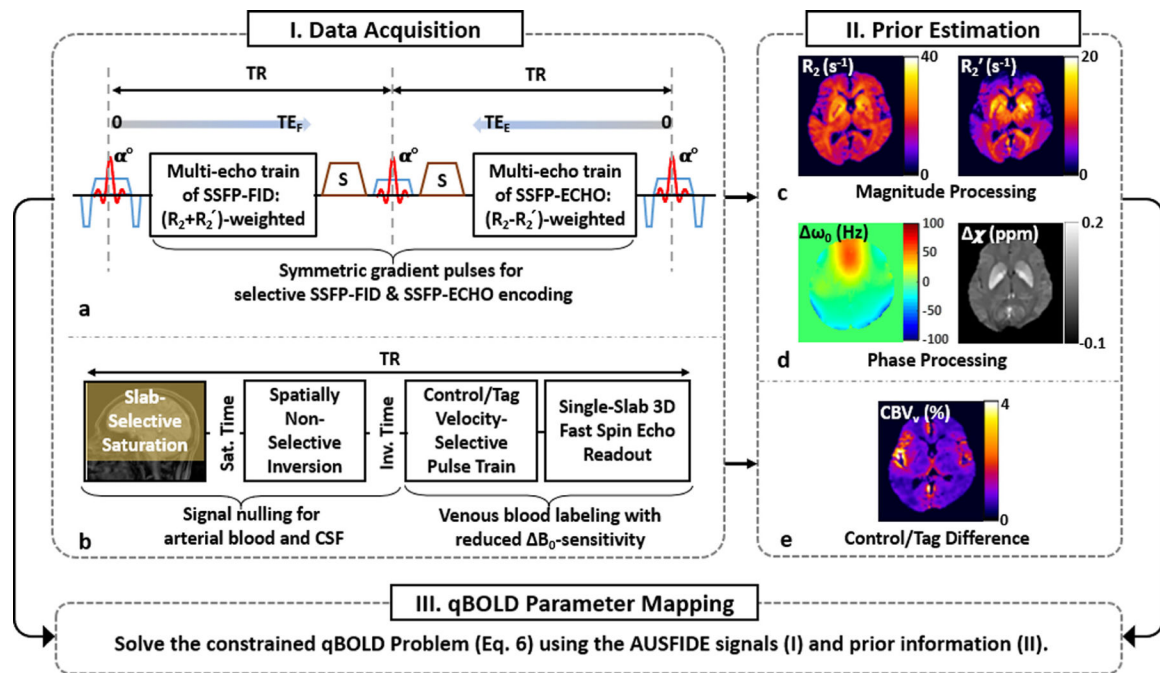 I. Data Acquisition
TR
TR
0
TE_F
TE_E
0
α°
α°
α°
Multi-echo train
of SSFP-FID:
(R₂+R₂′)-weighted
S
S
Multi-echo train
of SSFP-ECHO:
(R₂-R₂′)-weighted
Symmetric gradient pulses for
selective SSFP-FID & SSFP-ECHO encoding
a
TR
Slab-
Selective
Saturation
Sat. Time
Spatially
Non-
Selective
Inversion
Inv. Time
Control/Tag
Velocity-
Selective
Pulse Train
Single-Slab 3D
Fast Spin Echo
Readout
Signal nulling for
arterial blood and CSF
Venous blood labeling with
reduced ΔB₀-sensitivity
b
II. Prior Estimation
R₂ (s⁻¹)
40
0
R₂′ (s⁻¹)
20
0
c
Magnitude Processing
Δω₀ (Hz)
100
50
0
-50
-100
Δχ (ppm)
0.2
-0.1
d
Phase Processing
CBVᵥ (%)
4
0
e
Control/Tag Difference
III. qBOLD Parameter Mapping
Solve the constrained qBOLD Problem (Eq. 6) using the AUSFIDE signals (I) and prior information (II).